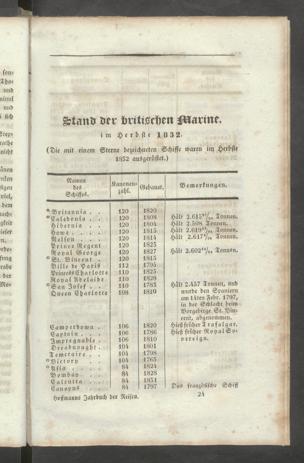 Stand der britischen Marine.
im Herbste 1832.
(Die mit einem Sterne bezeichneten Schiffe waren im Herbste
1832 ausgerüstet.)
Namen des Schiffes. Kanonenzahl. Gebaut. Bemerkungen.
*Britannia . . . 120 1820
*Caledonia . . . 120 1808 Hält 2.615 Tonnen.
Hibernia . . . 120 1804 Hält 2.508 Tonnen.
Howe . . . 120 1815 Hält 2.619 Tonnen.
Nelson . . . 120 1814 Hält 2.617 Tonnen.
Prince Regent 120 1823
Royal George 120 1827 Hält 2.602 Tonnen.
*St. Vincent . 120 1815
Ville de Paris 112 1795
Princess Charlotte 110 1825
Royal Adelaide 110 1828
*San Josef . . 110 1783 Hält 2.457 Tonnen, und
Queen Charlotte 108 1810 wurde den Spaniern
am 14ten Febr. 1797,
in der Schlacht beim
Vorgebirge St. Vincent,
abgenommen.
Camperdown . 106 1820 Hieß früher Trafalgar.
Captain . . . 106 1786 Hieß früher Royal Sovereign.
Impregnable . 106 1810
Dreadnought . 104 1801
Temeraire . . 104 1798
*Victory . . . 104 1765
*Asia . . . 84 1824
Bombay . . . 84 1828
Calcutta . . 84 1831
Canopus . . 84 1797 Das französische Schiff
Hofmanns Jahrbuch der Reisen. 24